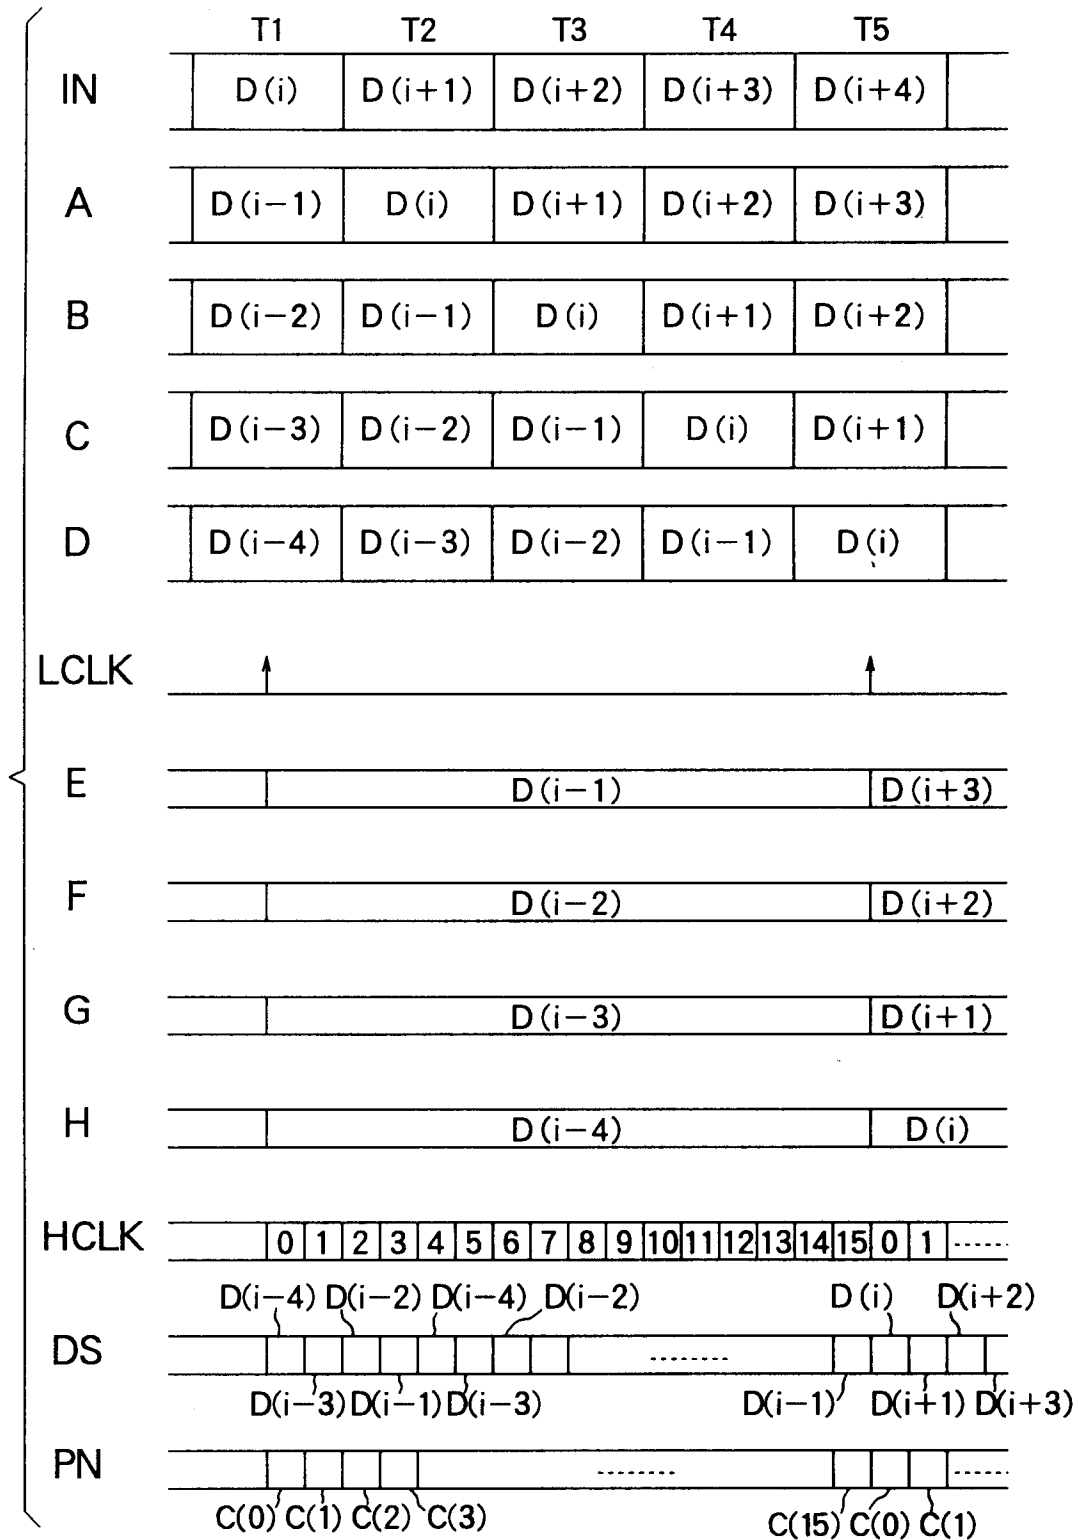 T1 T2 T3 T4 T5
IN D(i) D(i+1) D(i+2) D(i+3) D(i+4)
A D(i−1) D(i) D(i+1) D(i+2) D(i+3)
B D(i−2) D(i−1) D(i) D(i+1) D(i+2)
C D(i−3) D(i−2) D(i−1) D(i) D(i+1)
D D(i−4) D(i−3) D(i−2) D(i−1) D(i)
LCLK
E D(i−1) D(i+3)
F D(i−2) D(i+2)
G D(i−3) D(i+1)
H D(i−4) D(i)
HCLK 0 1 2 3 4 5 6 7 8 9 10 11 12 13 14 15 0 1 ......
D(i−4) D(i−2) D(i−4) D(i−2) D(i) D(i+2)
DS ........
D(i−3) D(i−1) D(i−3) D(i−1) D(i+1) D(i+3)
PN ........ ......
C(0) C(1) C(2) C(3) C(15) C(0) C(1)